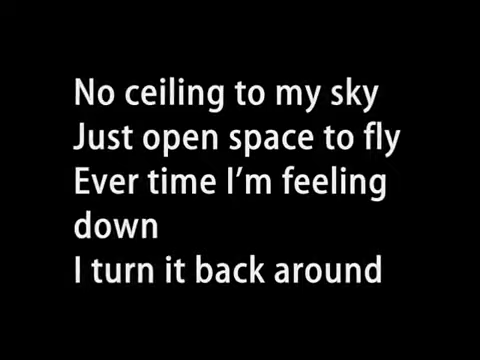 No ceiling to my sky
Just open space to fly
Ever time I’m feeling
down
I turn it back around